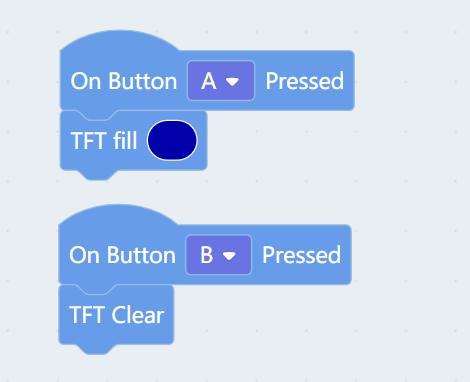 On Button A Pressed
TFT fill
On Button B Pressed
TFT Clear